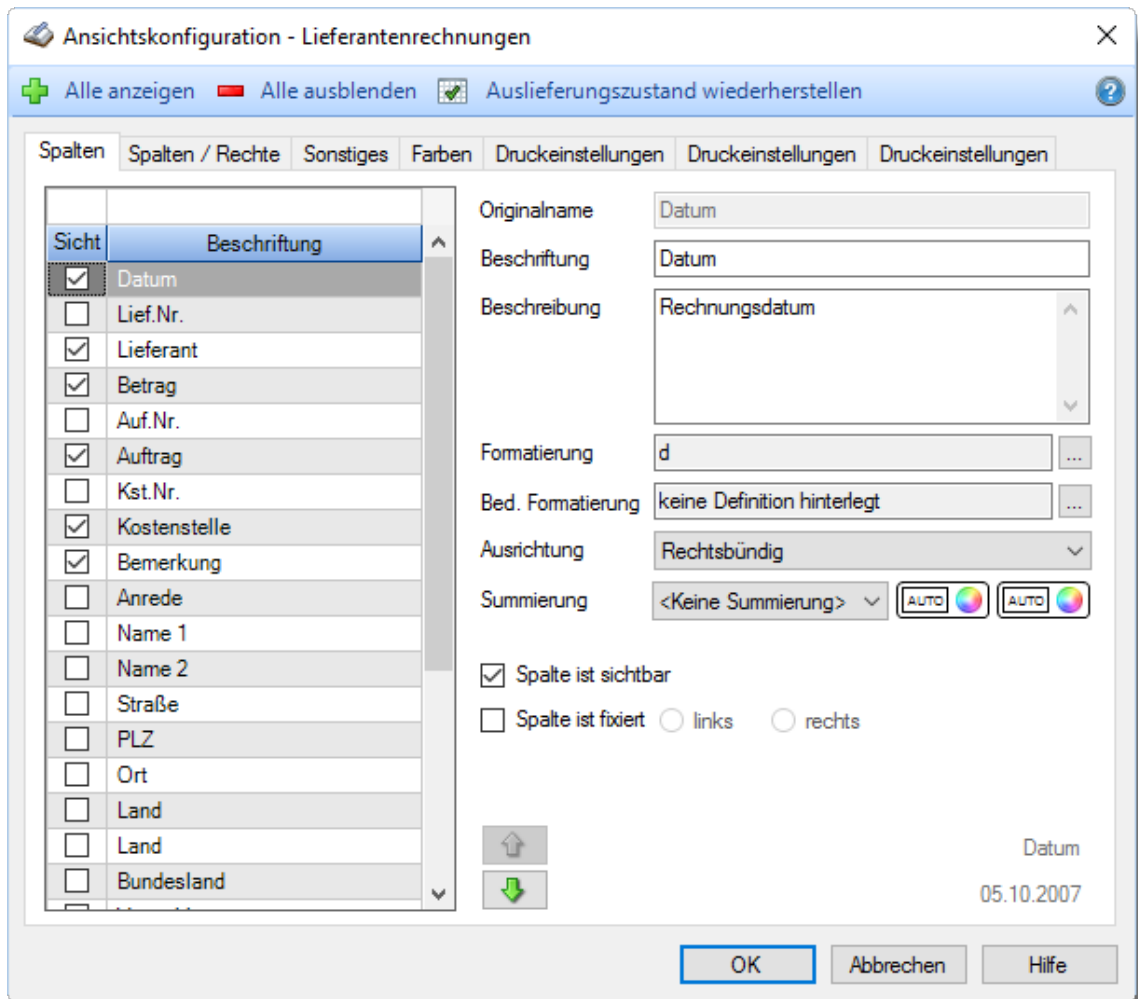 Ansichtskonfiguration - Lieferantenrechnungen
Alle anzeigen Alle ausblenden Auslieferungszustand wiederherstellen ?
Spalten Spalten / Rechte Sonstiges Farben Druckeinstellungen Druckeinstellungen Druckeinstellungen
Sicht Beschriftung
Datum
Lief.Nr.
Lieferant
Betrag
Auf.Nr.
Auftrag
Kst.Nr.
Kostenstelle
Bemerkung
Anrede
Name 1
Name 2
Straße
PLZ
Ort
Land
Land
Bundesland
Originalname Datum
Beschriftung Datum
Beschreibung Rechnungsdatum
Formatierung d ...
Bed. Formatierung keine Definition hinterlegt ...
Ausrichtung Rechtsbündig
Summierung <Keine Summierung> AUTO AUTO
Spalte ist sichtbar
Spalte ist fixiert links rechts
Datum
05.10.2007
OK Abbrechen Hilfe